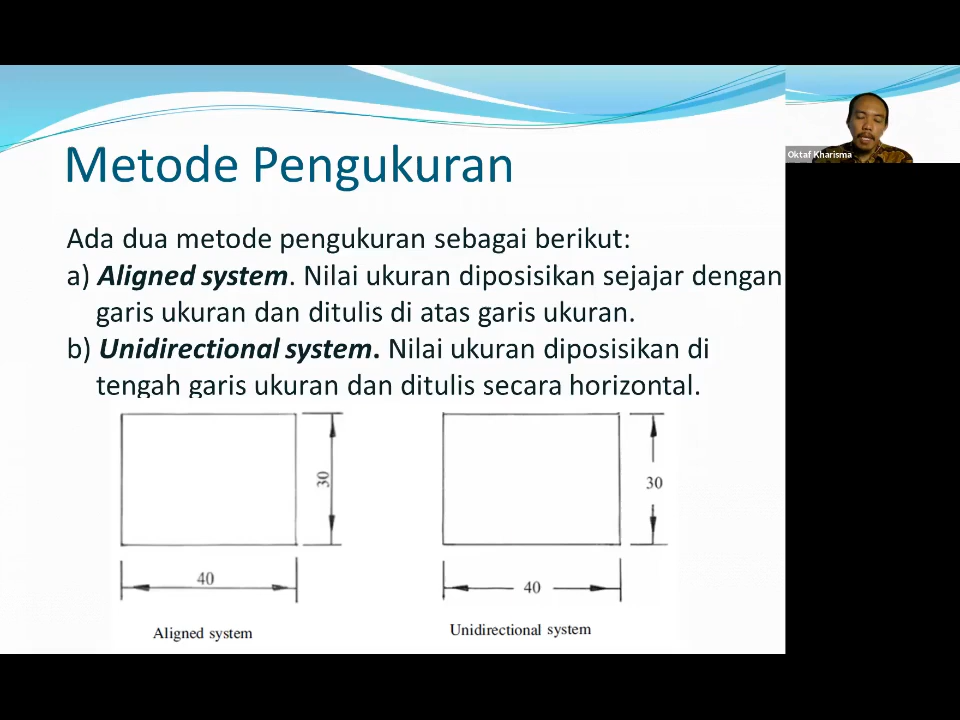 Metode Pengukuran
Oktaf Kharisma
Ada dua metode pengukuran sebagai berikut:
a) Aligned system. Nilai ukuran diposisikan sejajar dengan
garis ukuran dan ditulis di atas garis ukuran.
b) Unidirectional system. Nilai ukuran diposisikan di
tengah garis ukuran dan ditulis secara horizontal.
30
40
Aligned system
30
40
Unidirectional system